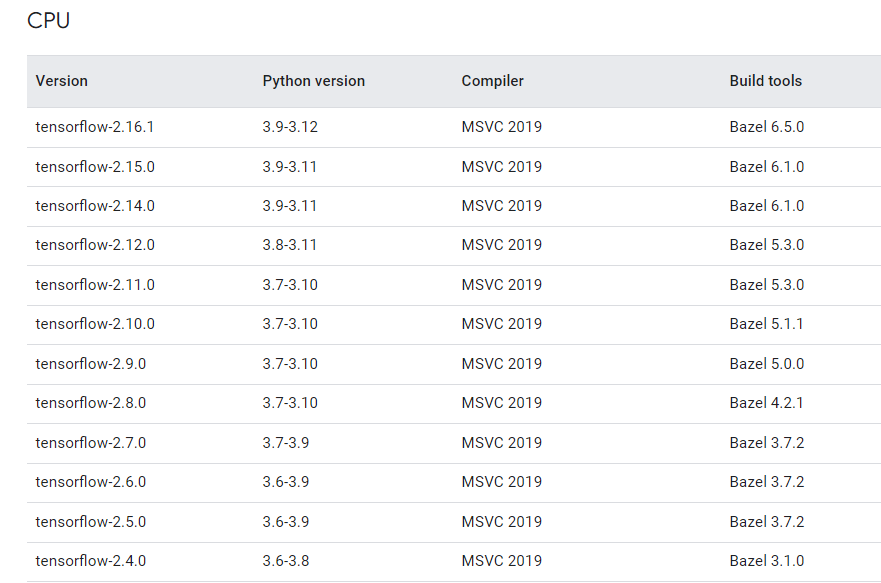 CPU
Version Python version Compiler Build tools
tensorflow-2.16.1 3.9-3.12 MSVC 2019 Bazel 6.5.0
tensorflow-2.15.0 3.9-3.11 MSVC 2019 Bazel 6.1.0
tensorflow-2.14.0 3.9-3.11 MSVC 2019 Bazel 6.1.0
tensorflow-2.12.0 3.8-3.11 MSVC 2019 Bazel 5.3.0
tensorflow-2.11.0 3.7-3.10 MSVC 2019 Bazel 5.3.0
tensorflow-2.10.0 3.7-3.10 MSVC 2019 Bazel 5.1.1
tensorflow-2.9.0 3.7-3.10 MSVC 2019 Bazel 5.0.0
tensorflow-2.8.0 3.7-3.10 MSVC 2019 Bazel 4.2.1
tensorflow-2.7.0 3.7-3.9 MSVC 2019 Bazel 3.7.2
tensorflow-2.6.0 3.6-3.9 MSVC 2019 Bazel 3.7.2
tensorflow-2.5.0 3.6-3.9 MSVC 2019 Bazel 3.7.2
tensorflow-2.4.0 3.6-3.8 MSVC 2019 Bazel 3.1.0